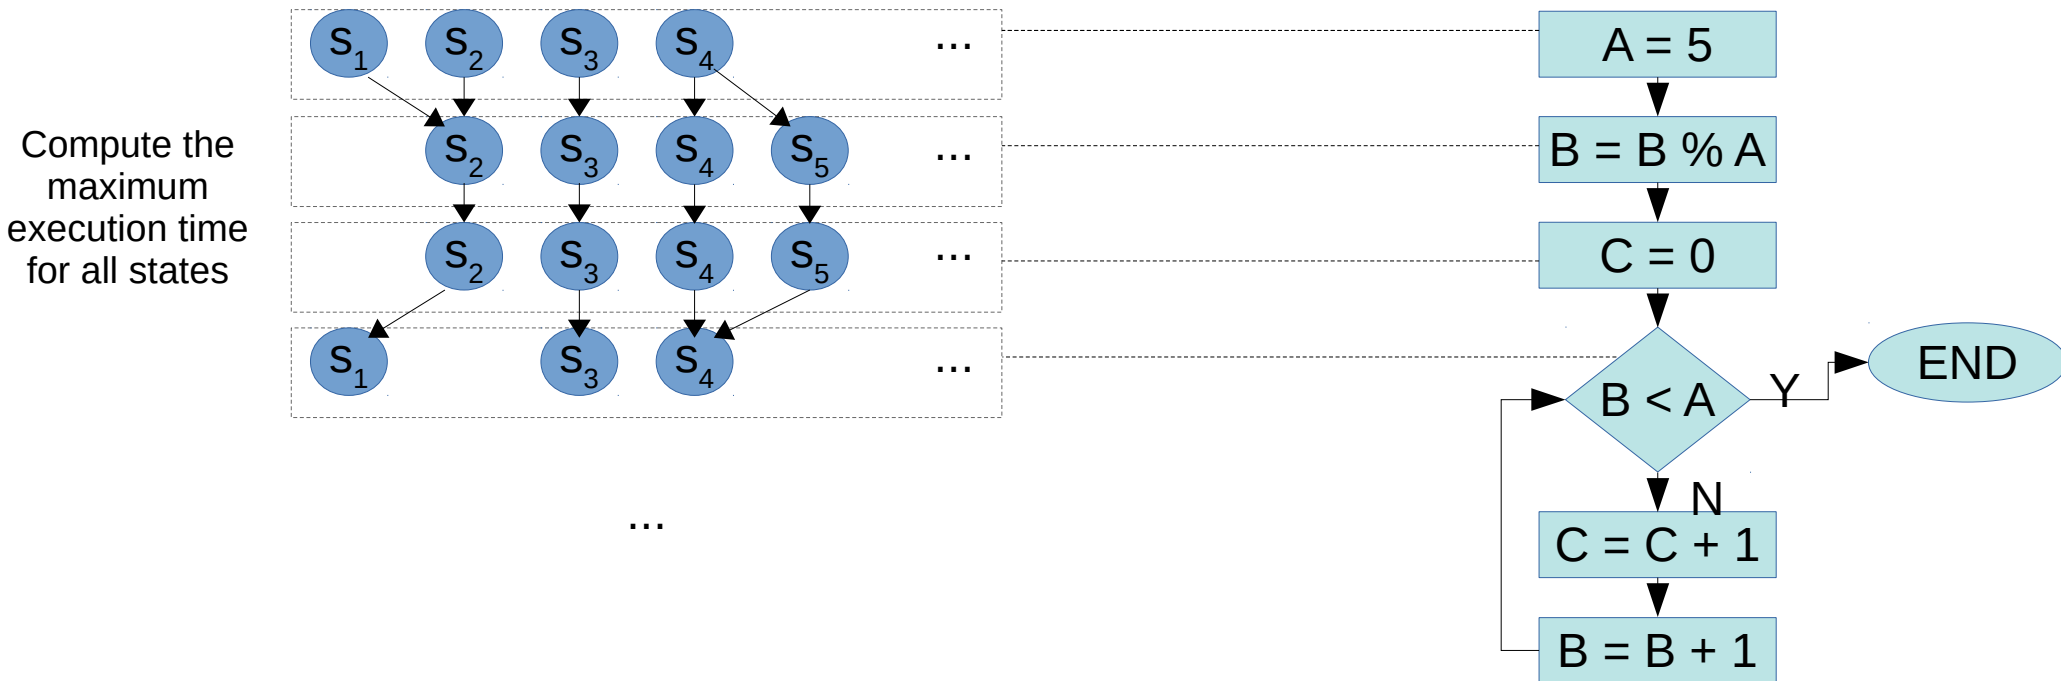 Compute the
maximum
execution time
for all states
s1 s2 s3 s4 ...
s2 s3 s4 s5 ...
s2 s3 s4 s5 ...
s1 s3 s4 ...
...
A = 5
B = B % A
C = 0
B < A
Y
END
N
C = C + 1
B = B + 1